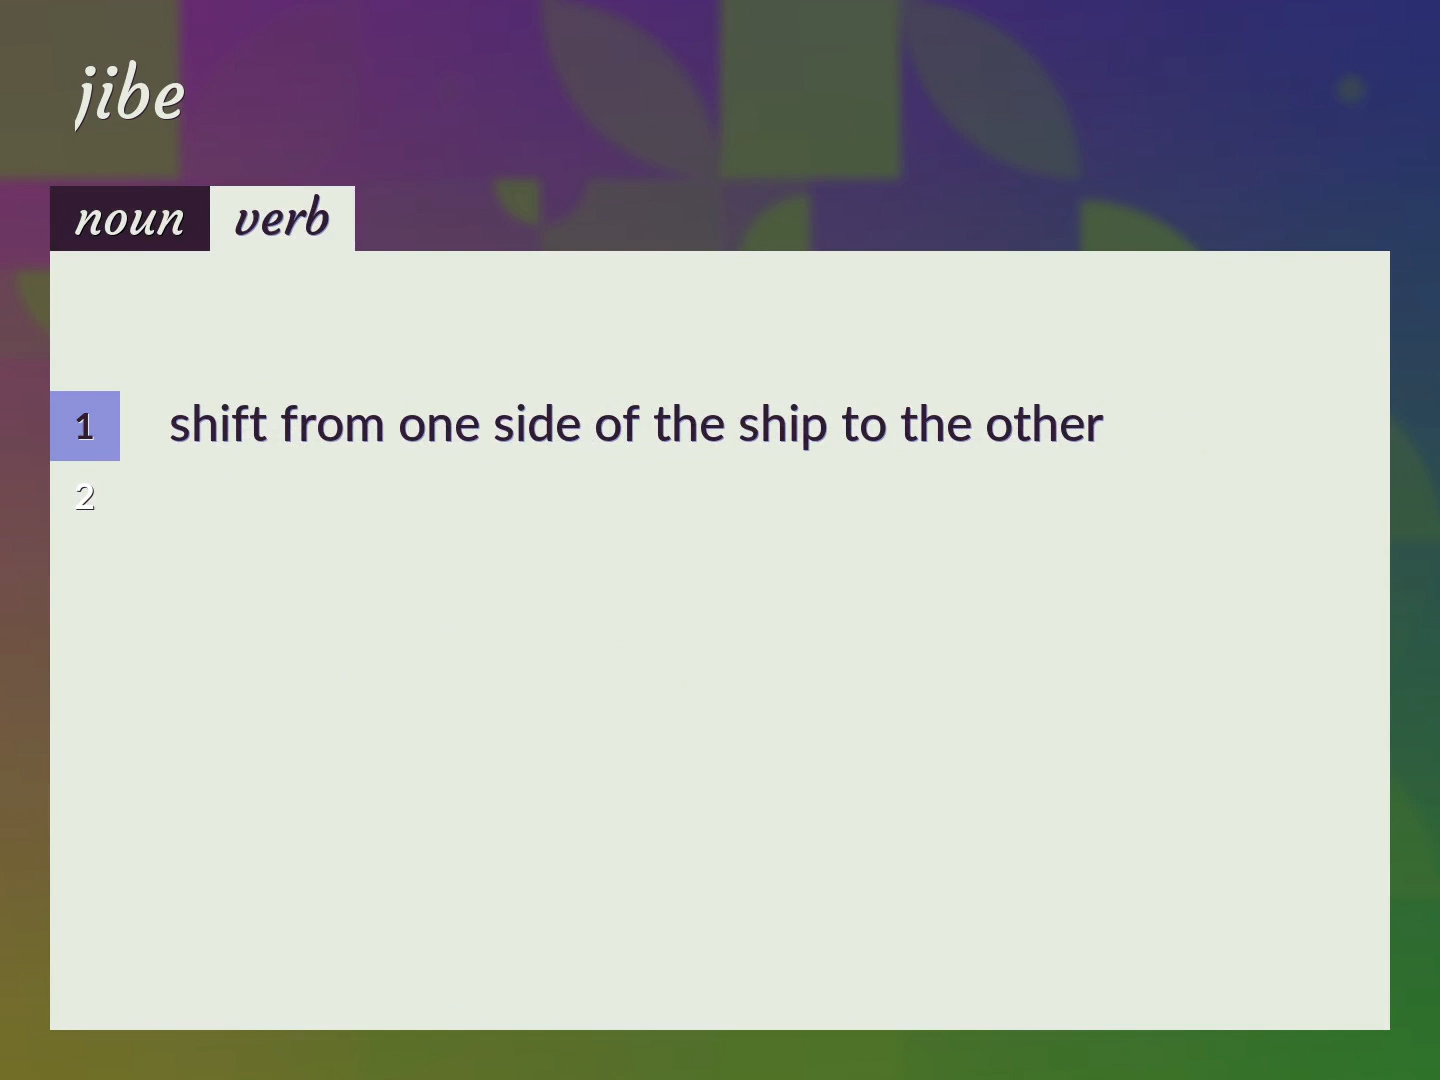 jibe
noun verb
1 shift from one side of the ship to the other
2